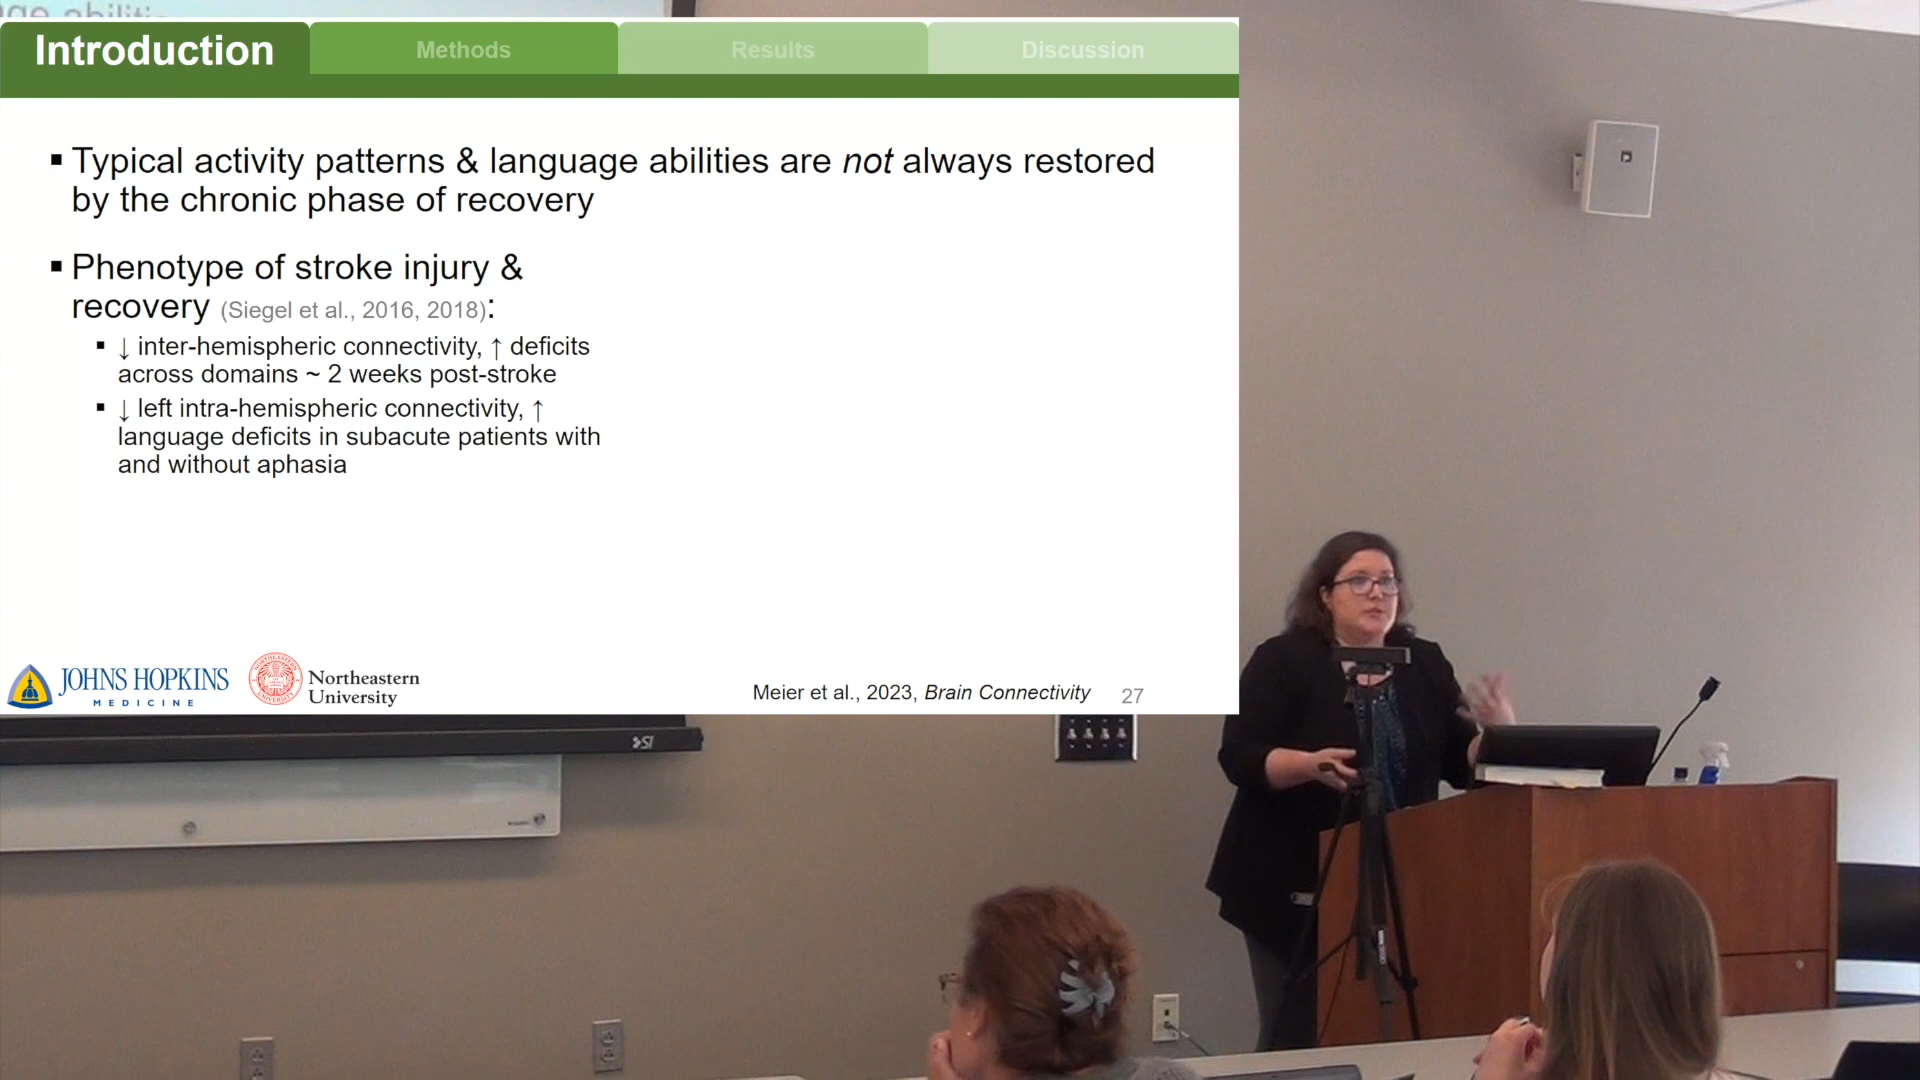 ge abilities
Introduction
Methods
Results
Discussion
▪ Typical activity patterns & language abilities are not always restored
by the chronic phase of recovery
▪ Phenotype of stroke injury &
recovery (Siegel et al., 2016, 2018):
▪ ↓ inter-hemispheric connectivity, ↑ deficits
across domains ~ 2 weeks post-stroke
▪ ↓ left intra-hemispheric connectivity, ↑
language deficits in subacute patients with
and without aphasia
JOHNS HOPKINS
MEDICINE
Northeastern
University
Meier et al., 2023, Brain Connectivity
27
SI